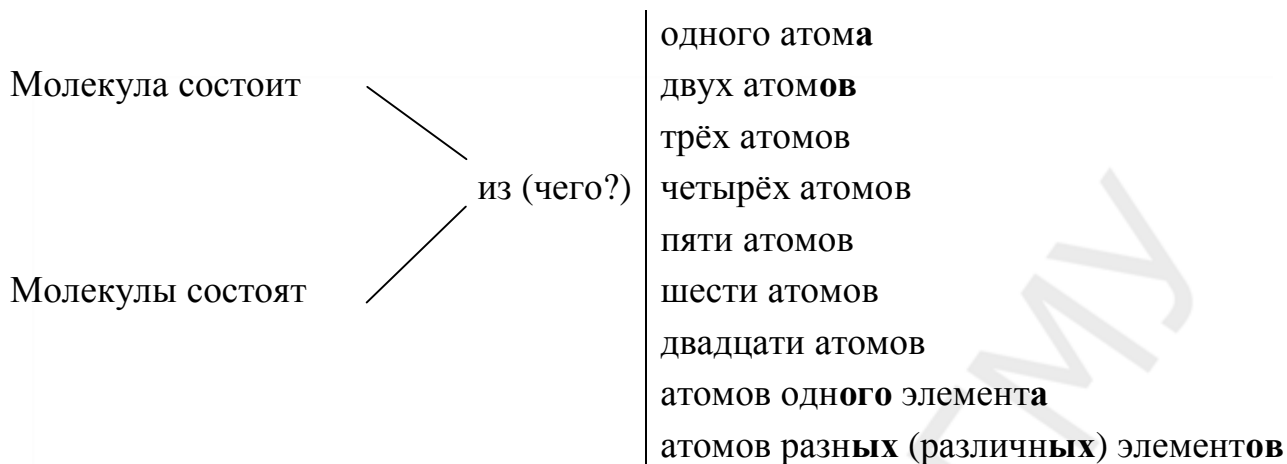 одного атома
Молекула состоит двух атомов
трёх атомов
из (чего?) четырёх атомов
пяти атомов
Молекулы состоят шести атомов
двадцати атомов
атомов одного элемента
атомов разных (различных) элементов
ГМУ